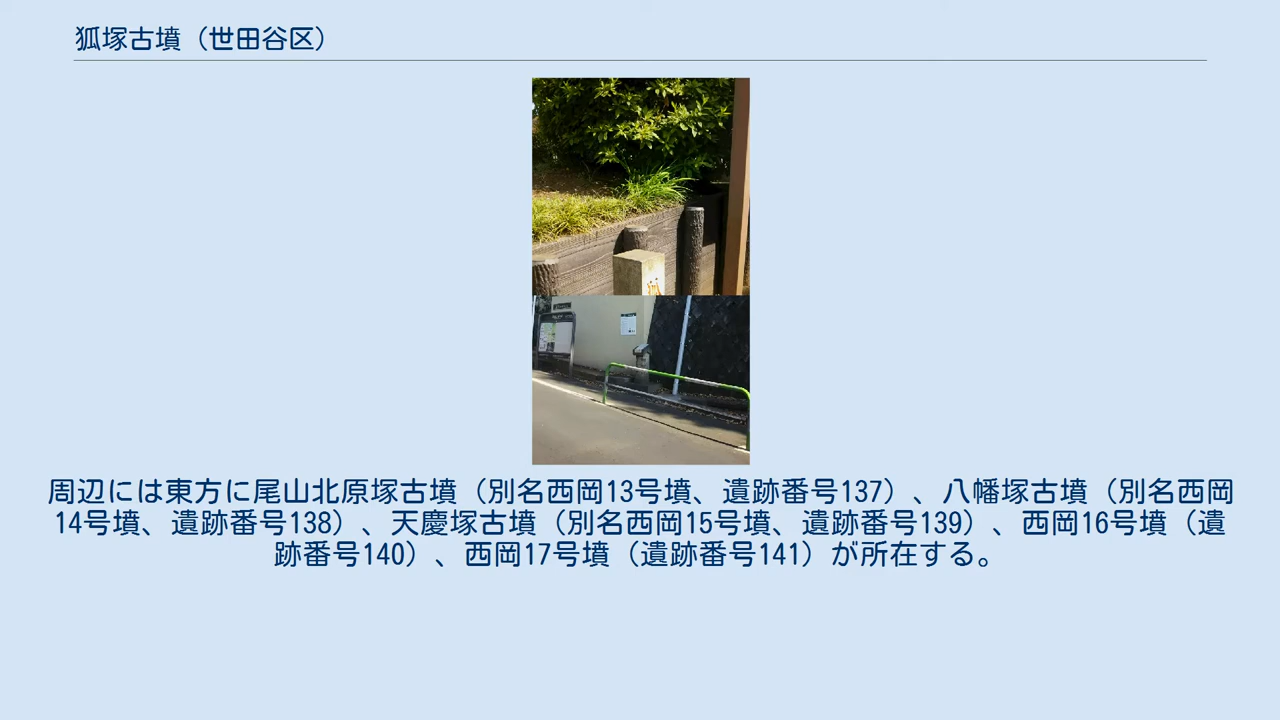 狐塚古墳（世田谷区）
周辺には東方に尾山北原塚古墳（別名西岡13号墳、遺跡番号137）、八幡塚古墳（別名西岡
14号墳、遺跡番号138）、天慶塚古墳（別名西岡15号墳、遺跡番号139）、西岡16号墳（遺
跡番号140）、西岡17号墳（遺跡番号141）が所在する。